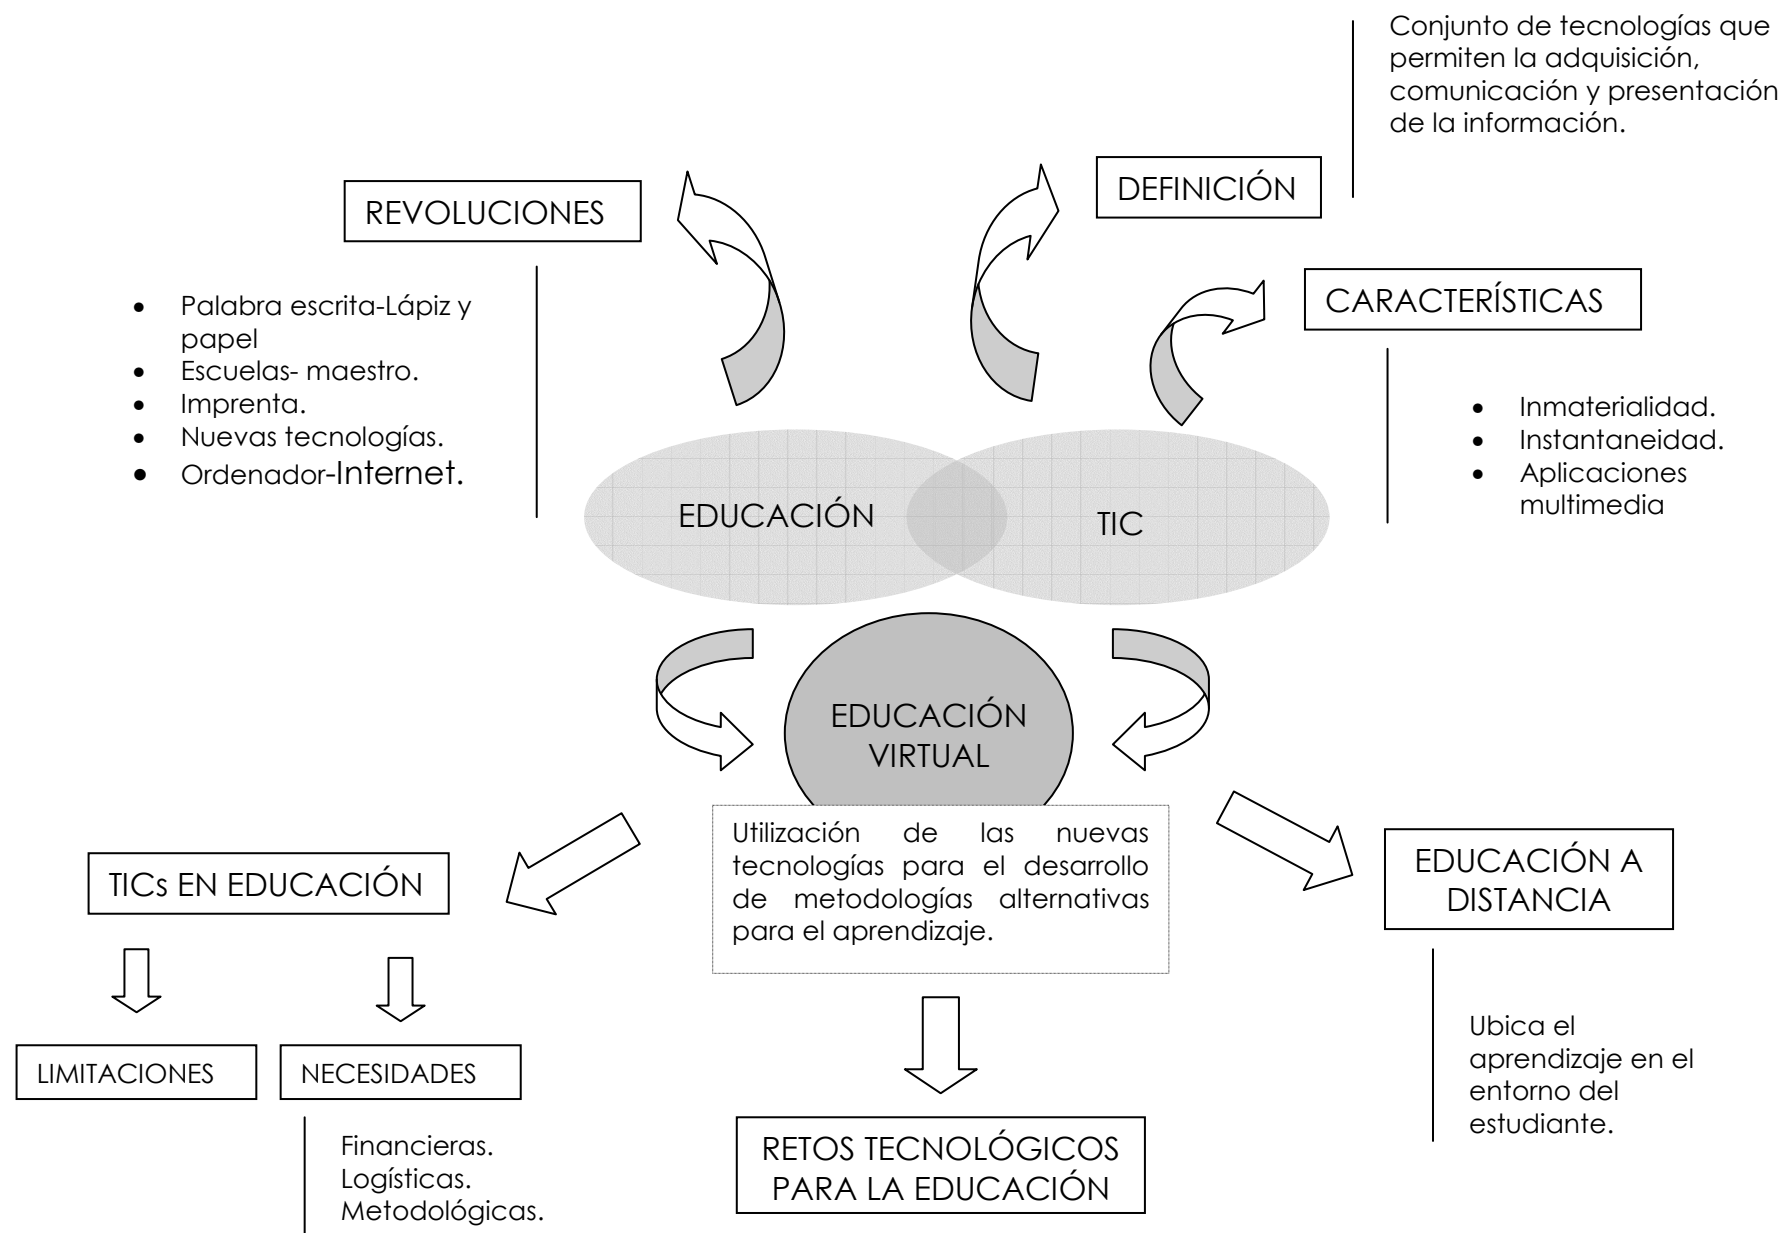 Conjunto de tecnologías que
permiten la adquisición,
comunicación y presentación
de la información.
DEFINICIÓN
REVOLUCIONES
• Palabra escrita-Lápiz y
papel
• Escuelas- maestro.
• Imprenta.
• Nuevas tecnologías.
• Ordenador-Internet.
CARACTERÍSTICAS
• Inmaterialidad.
• Instantaneidad.
• Aplicaciones
multimedia
EDUCACIÓN
TIC
EDUCACIÓN
VIRTUAL
Utilización de las nuevas
tecnologías para el desarrollo
de metodologías alternativas
para el aprendizaje.
TICs EN EDUCACIÓN
LIMITACIONES
NECESIDADES
Financieras.
Logísticas.
Metodológicas.
RETOS TECNOLÓGICOS
PARA LA EDUCACIÓN
EDUCACIÓN A
DISTANCIA
Ubica el
aprendizaje en el
entorno del
estudiante.